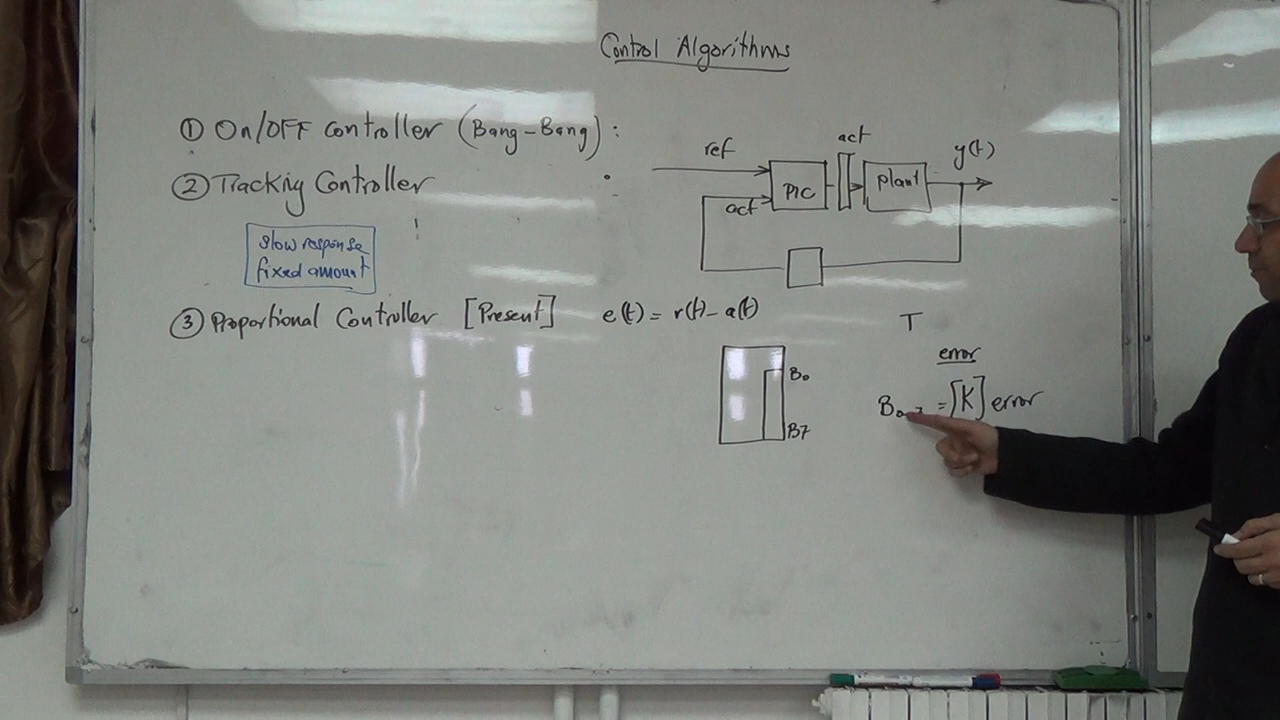 Control Algorithms
① On/OFF Controller (Bang-Bang) :
② Tracking Controller
slow response
fixed amount
ref
act
y(t)
PIC
Plant
act
③ Proportional Controller [Present] e(t) = r(t) - a(t)
T
error
B0
B7
= [K] error